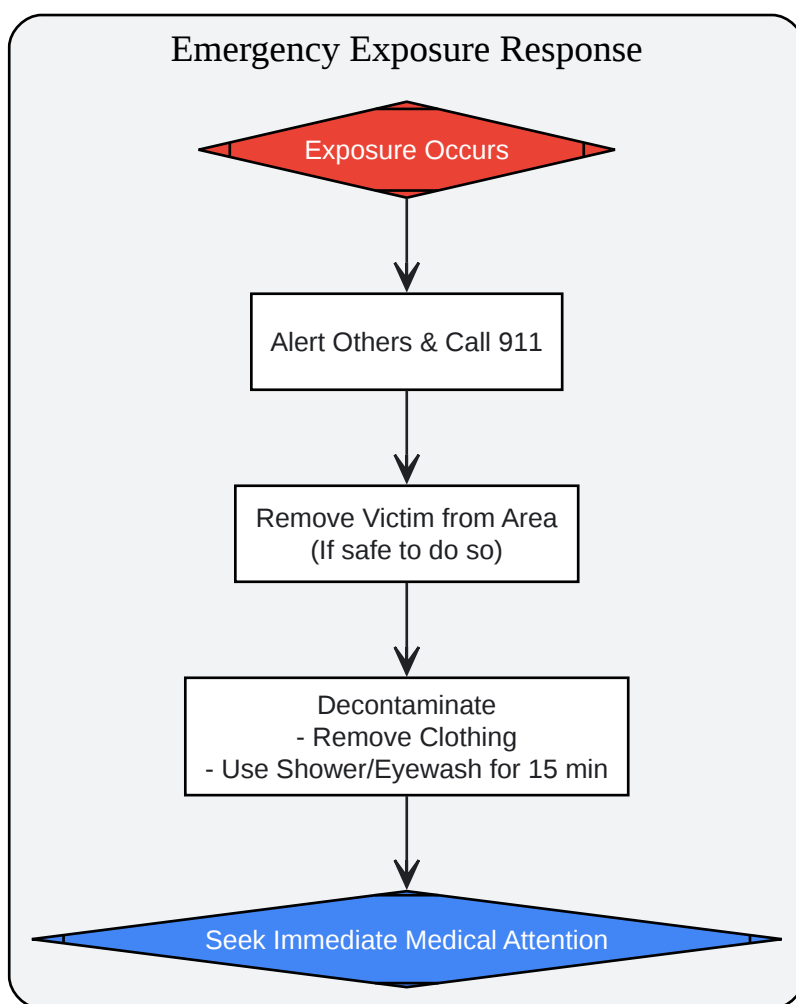 Emergency Exposure Response
Exposure Occurs
Alert Others & Call 911
Remove Victim from Area
(If safe to do so)
Decontaminate
- Remove Clothing
- Use Shower/Eyewash for 15 min
Seek Immediate Medical Attention